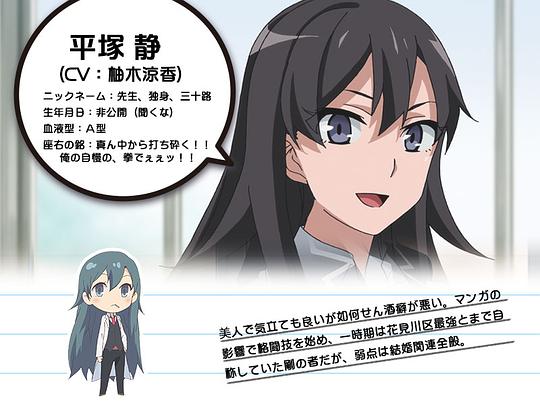 平塚 静
(CV：柚木涼香)
ニックネーム：先生、独身、三十路
生年月日：非公開（聞くな）
血液型：A型
座右の銘：真ん中から打ち砕く！！
俺の自慢の、拳でぇぇッ！！
美人で気立ても良いが如何せん酒癖が悪い。マンガの
影響で格闘技を始め、一時期は花見川区最強とまで自
称していた剛の者だが、弱点は結婚関連全般。